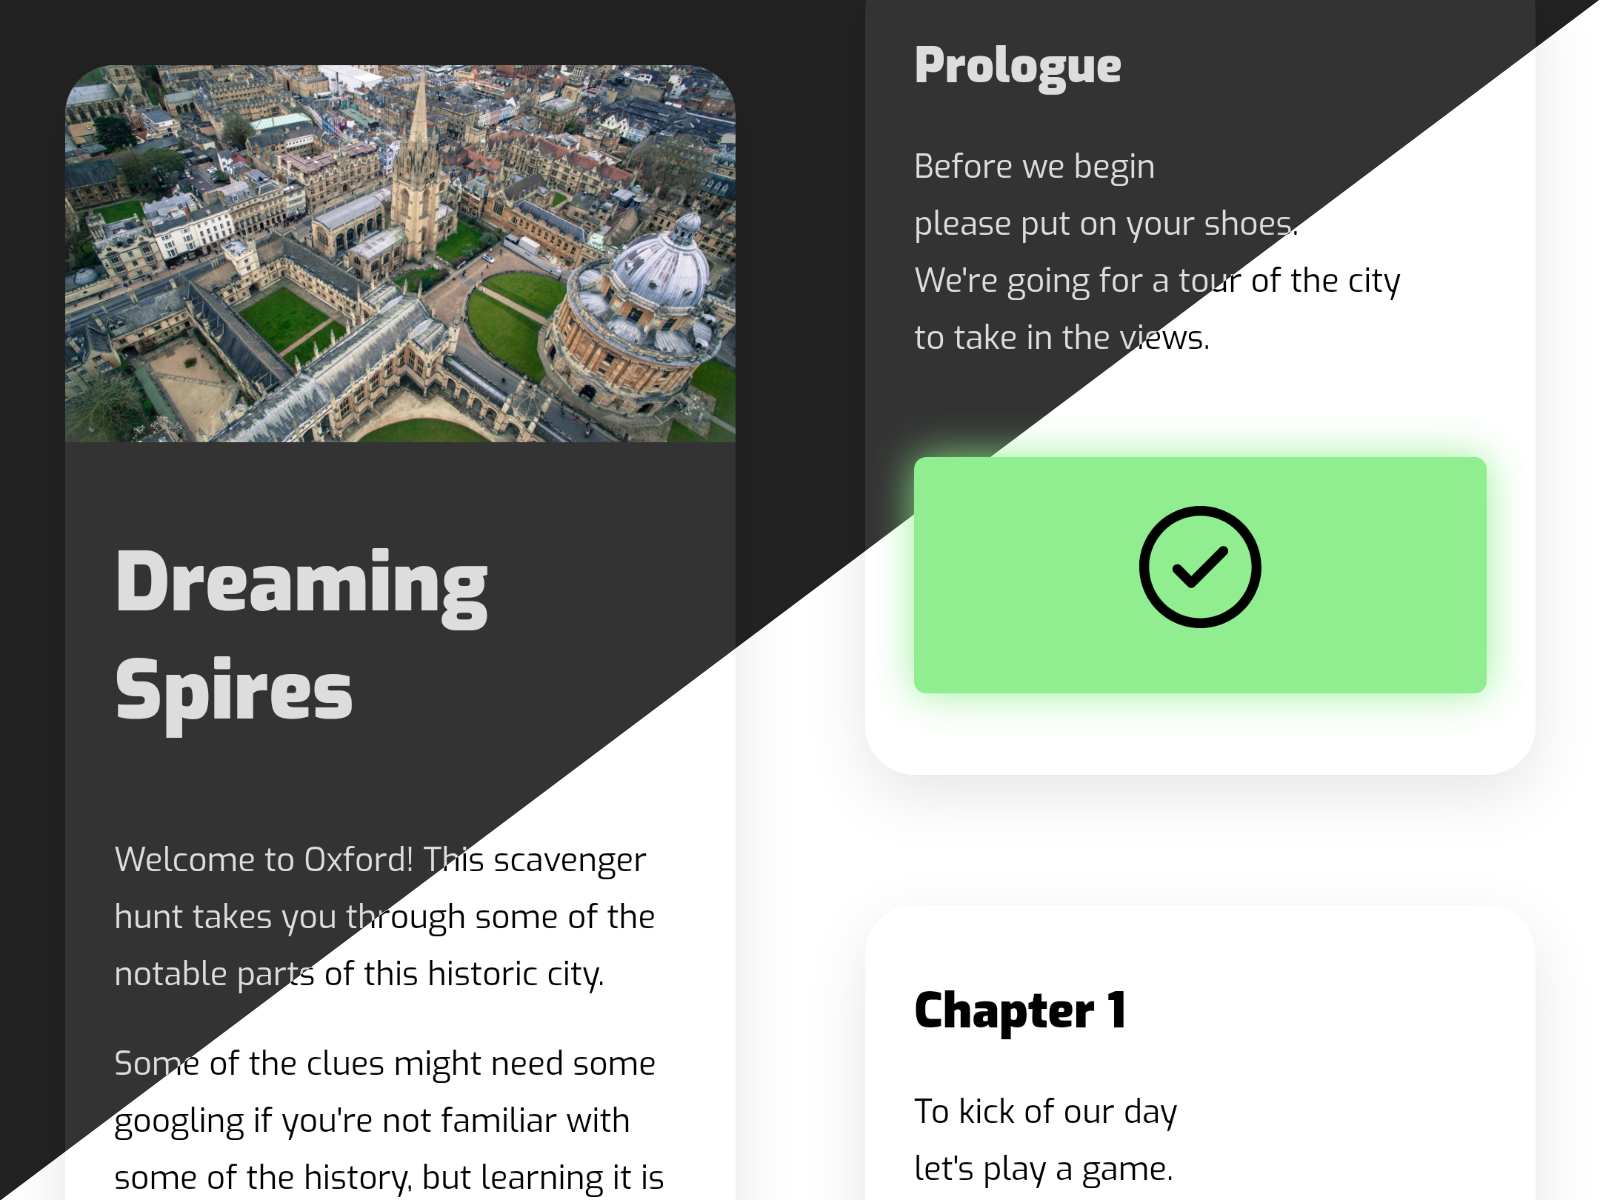 Dreaming
Spires
Welcome to Oxford! This scavenger
hunt takes you through some of the
notable parts of this historic city.
Some of the clues might need some
googling if you're not familiar with
some of the history, but learning it is
Prologue
Before we begin
please put on your shoes.
We're going for a tour of the city
to take in the views.
Chapter 1
To kick of our day
let's play a game.